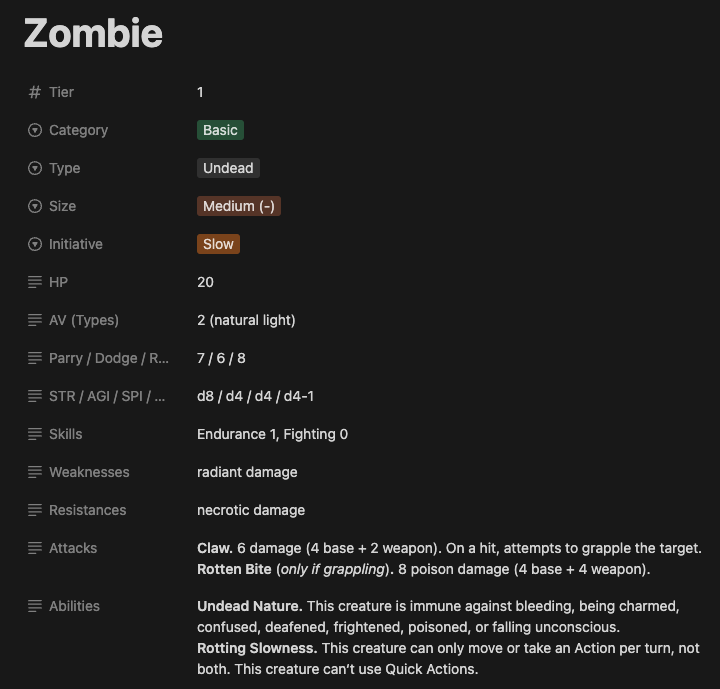 Zombie
# Tier 1
Category Basic
Type Undead
Size Medium (-)
Initiative Slow
HP 20
AV (Types) 2 (natural light)
Parry / Dodge / R... 7 / 6 / 8
STR / AGI / SPI / ... d8 / d4 / d4 / d4-1
Skills Endurance 1, Fighting 0
Weaknesses radiant damage
Resistances necrotic damage
Attacks Claw. 6 damage (4 base + 2 weapon). On a hit, attempts to grapple the target.
Rotten Bite (only if grappling). 8 poison damage (4 base + 4 weapon).
Abilities Undead Nature. This creature is immune against bleeding, being charmed,
confused, deafened, frightened, poisoned, or falling unconscious.
Rotting Slowness. This creature can only move or take an Action per turn, not
both. This creature can’t use Quick Actions.